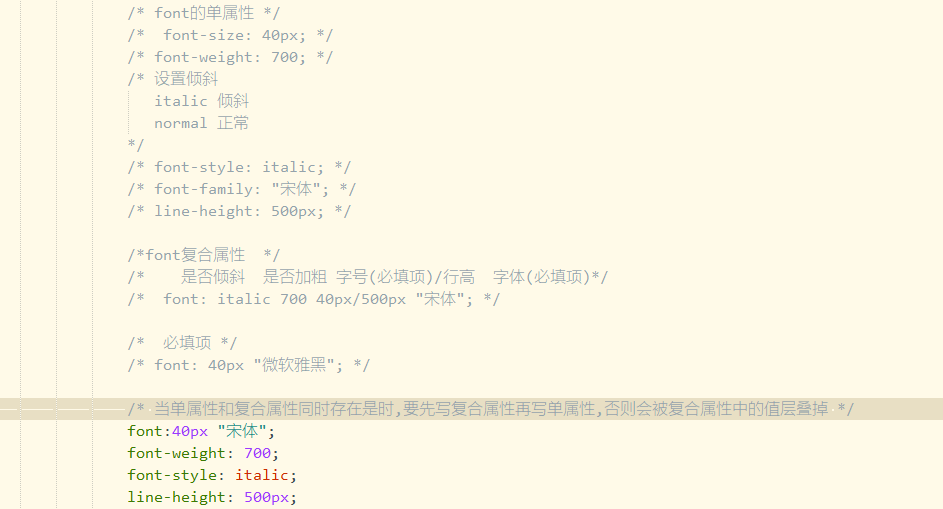 /* font的单属性 */
/*  font-size: 40px; */
/* font-weight: 700; */
/* 设置倾斜
italic 倾斜
normal 正常
*/
/* font-style: italic; */
/* font-family: "宋体"; */
/* line-height: 500px; */
/*font复合属性  */
/*    是否倾斜  是否加粗 字号(必填项)/行高  字体(必填项)*/
/*  font: italic 700 40px/500px "宋体"; */
/*  必填项 */
/* font: 40px "微软雅黑"; */
/* 当单属性和复合属性同时存在是时,要先写复合属性再写单属性,否则会被复合属性中的值层叠掉 */
font:40px "宋体";
font-weight: 700;
font-style: italic;
line-height: 500px;